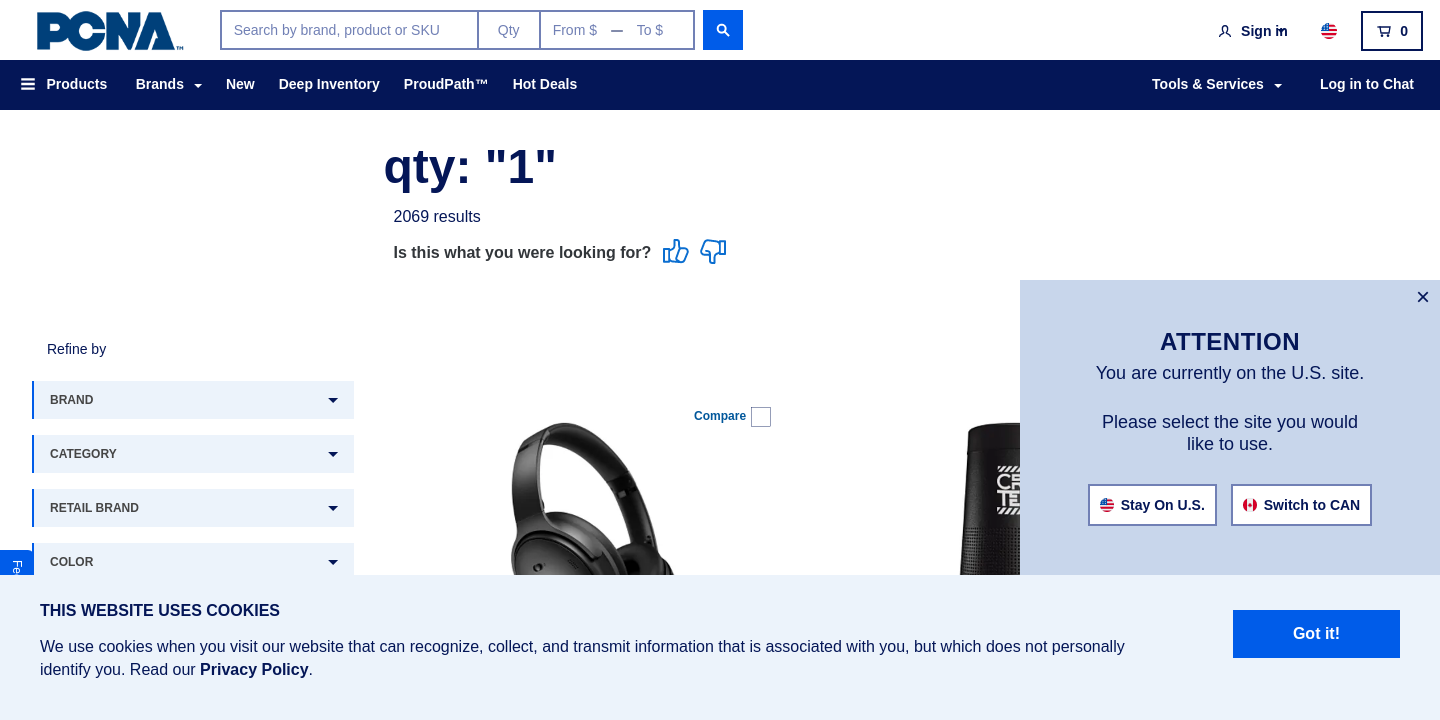 PCNA™
Search by brand, product or SKU Qty From $ — To $
Sign in
0
Products Brands New Deep Inventory ProudPath™ Hot Deals Tools & Services Log in to Chat
qty: "1"
2069 results
Is this what you were looking for?
×
ATTENTION
You are currently on the U.S. site.
Please select the site you would
like to use.
Stay On U.S. Switch to CAN
Refine by
BRAND
CATEGORY
RETAIL BRAND
COLOR
Compare
THIS WEBSITE USES COOKIES
We use cookies when you visit our website that can recognize, collect, and transmit information that is associated with you, but which does not personally
identify you. Read our Privacy Policy.
Got it!